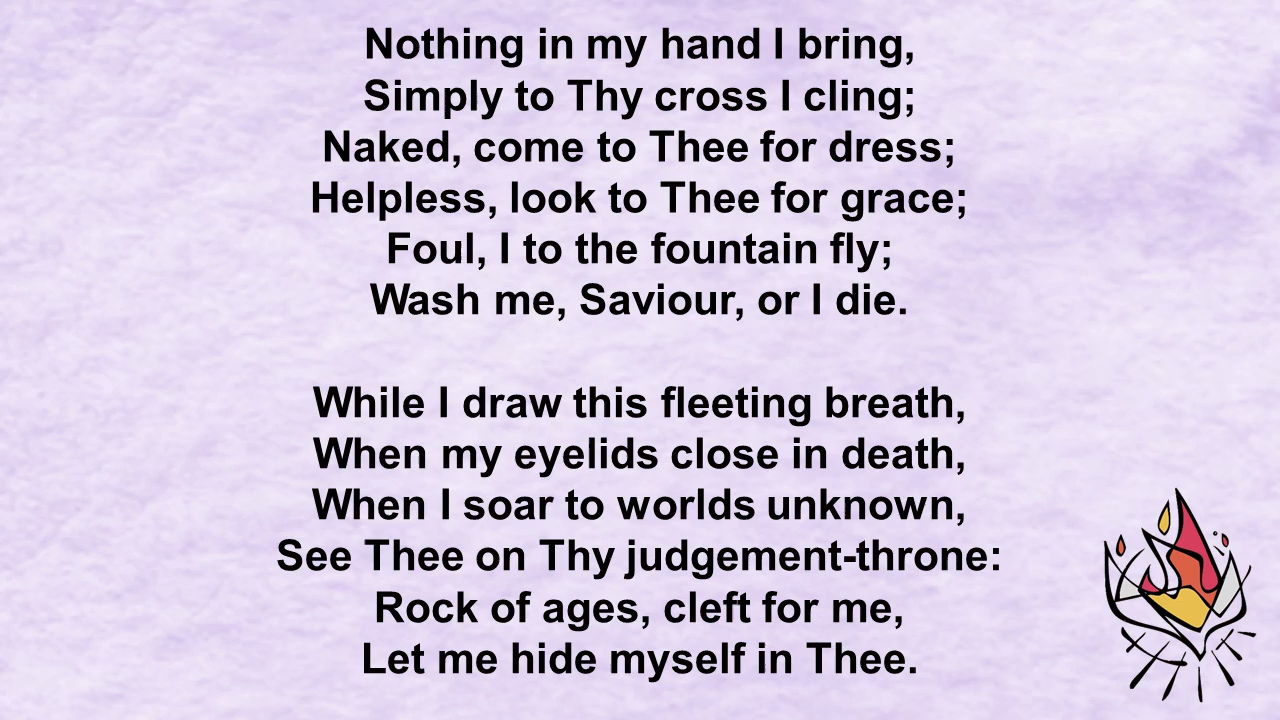 Nothing in my hand I bring,
Simply to Thy cross I cling;
Naked, come to Thee for dress;
Helpless, look to Thee for grace;
Foul, I to the fountain fly;
Wash me, Saviour, or I die.

While I draw this fleeting breath,
When my eyelids close in death,
When I soar to worlds unknown,
See Thee on Thy judgement-throne:
Rock of ages, cleft for me,
Let me hide myself in Thee.